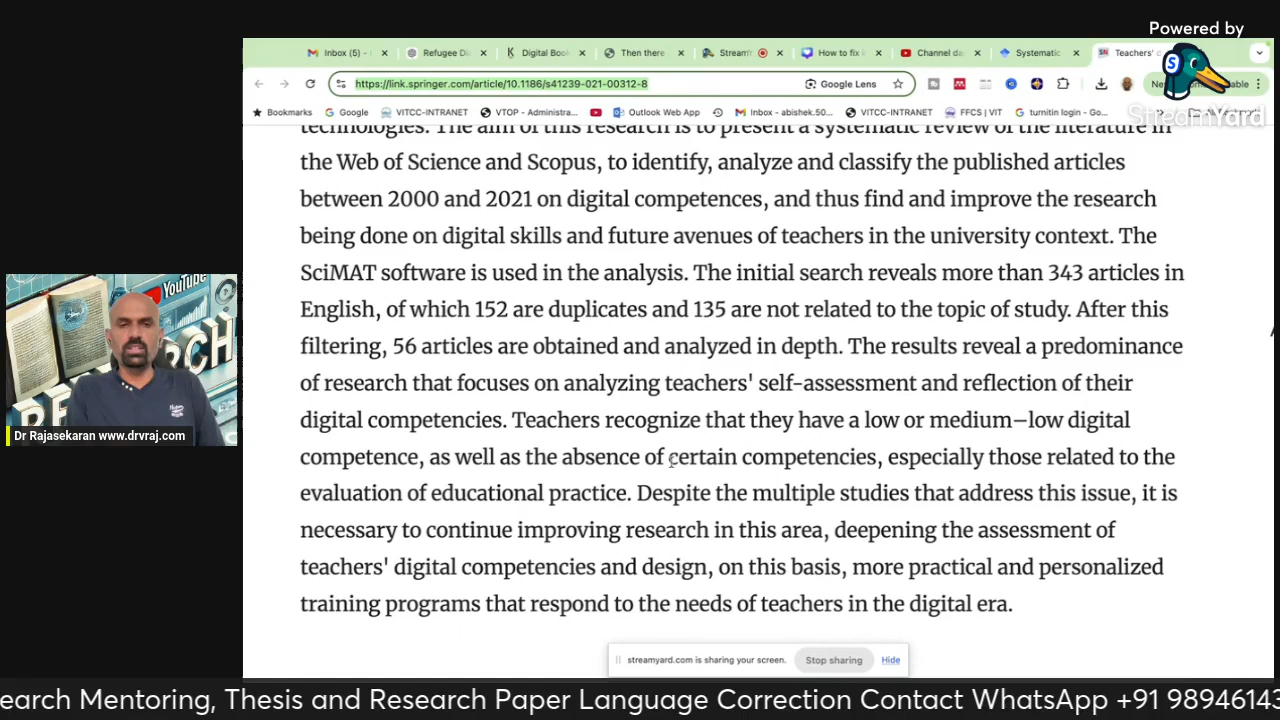 Powered by
StreamYard
Inbox (5) -
Refugee Di
Digital Boo
Then there
Stream
How to fix
Channel da
Systematic
Teachers'
https://link.springer.com/article/10.1186/s41239-021-00312-8
Google Lens
Bookmarks
Google
VITCC-INTRANET
VTOP - Administra...
Outlook Web App
Inbox - abishek.50...
VITCC-INTRANET
FFCS | VIT
turnitin login - Go...
technologies. The aim of this research is to present a systematic review of the literature in
the Web of Science and Scopus, to identify, analyze and classify the published articles
between 2000 and 2021 on digital competences, and thus find and improve the research
being done on digital skills and future avenues of teachers in the university context. The
SciMAT software is used in the analysis. The initial search reveals more than 343 articles in
English, of which 152 are duplicates and 135 are not related to the topic of study. After this
filtering, 56 articles are obtained and analyzed in depth. The results reveal a predominance
of research that focuses on analyzing teachers' self-assessment and reflection of their
digital competencies. Teachers recognize that they have a low or medium–low digital
competence, as well as the absence of certain competencies, especially those related to the
evaluation of educational practice. Despite the multiple studies that address this issue, it is
necessary to continue improving research in this area, deepening the assessment of
teachers' digital competencies and design, on this basis, more practical and personalized
training programs that respond to the needs of teachers in the digital era.
YouTube
Dr Rajasekaran www.drvraj.com
streamyard.com is sharing your screen.
Stop sharing
Hide
earch Mentoring, Thesis and Research Paper Language Correction Contact WhatsApp +91 98946143